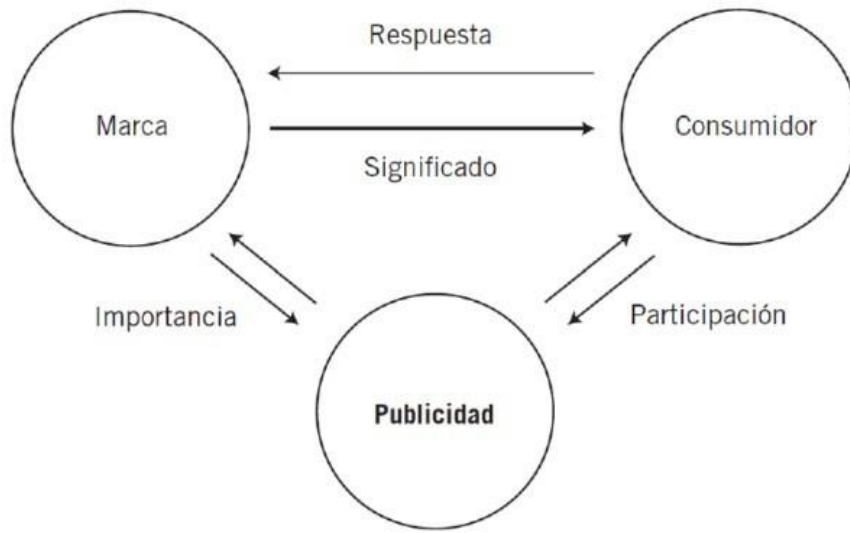 Respuesta
Marca
Consumidor
Significado
Importancia
Participación
Publicidad